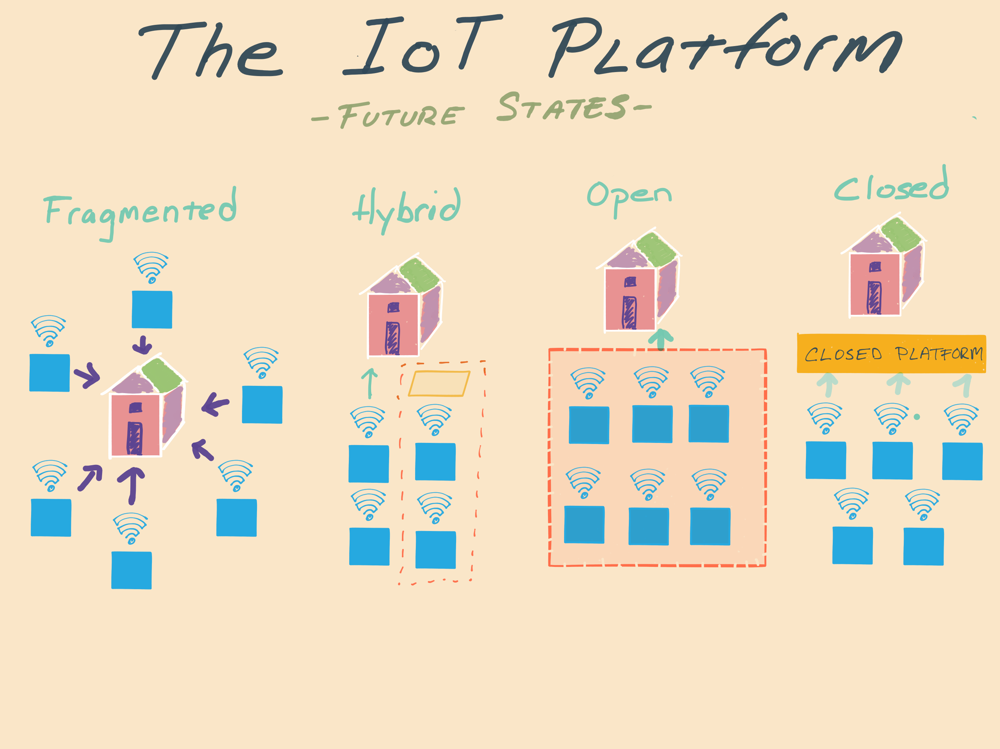 The IoT Platform
- FUTURE STATES -
Fragmented
Hybrid
Open
Closed
CLOSED PLATFORM